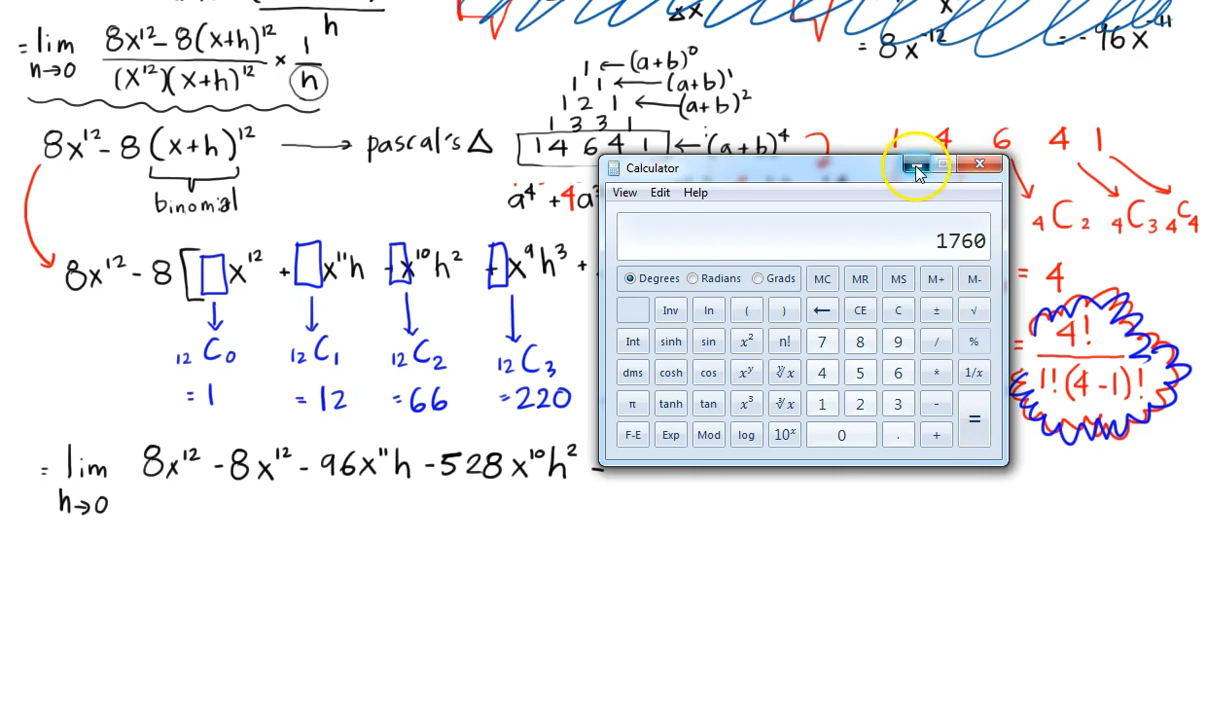 h
= lim 8x¹² - 8(x+h)¹² × 1
h→0 (x¹²)(x+h)¹² h
Δx
x
= 8x⁻¹²
= -96x⁻¹¹
1 ← (a+b)⁰
1 1 ← (a+b)¹
1 2 1 ← (a+b)²
1 3 3 1
1 4 6 4 1 ← (a+b)⁴
8x¹² - 8(x+h)¹² → pascal's Δ
binomial
a⁴ + 4a³
1 4 6 4 1
₄C₂ ₄C₃ ₄C₄
= 4
= 4!
1!(4-1)!
8x¹² - 8[ x¹² + x¹¹h + x¹⁰h² + x⁹h³ +
₁₂C₀ ₁₂C₁ ₁₂C₂ ₁₂C₃
= 1 = 12 = 66 = 220
= lim 8x¹² - 8x¹² - 96x¹¹h - 528x¹⁰h² -
h→0
Calculator
View Edit Help
1760
Degrees Radians Grads MC MR MS M+ M-
Inv ln ( ) ← CE C ± √
Int sinh sin x² n! 7 8 9 / %
dms cosh cos xʸ ʸ√x 4 5 6 * 1/x
π tanh tan x³ ³√x 1 2 3 - =
F-E Exp Mod log 10ˣ 0 . +